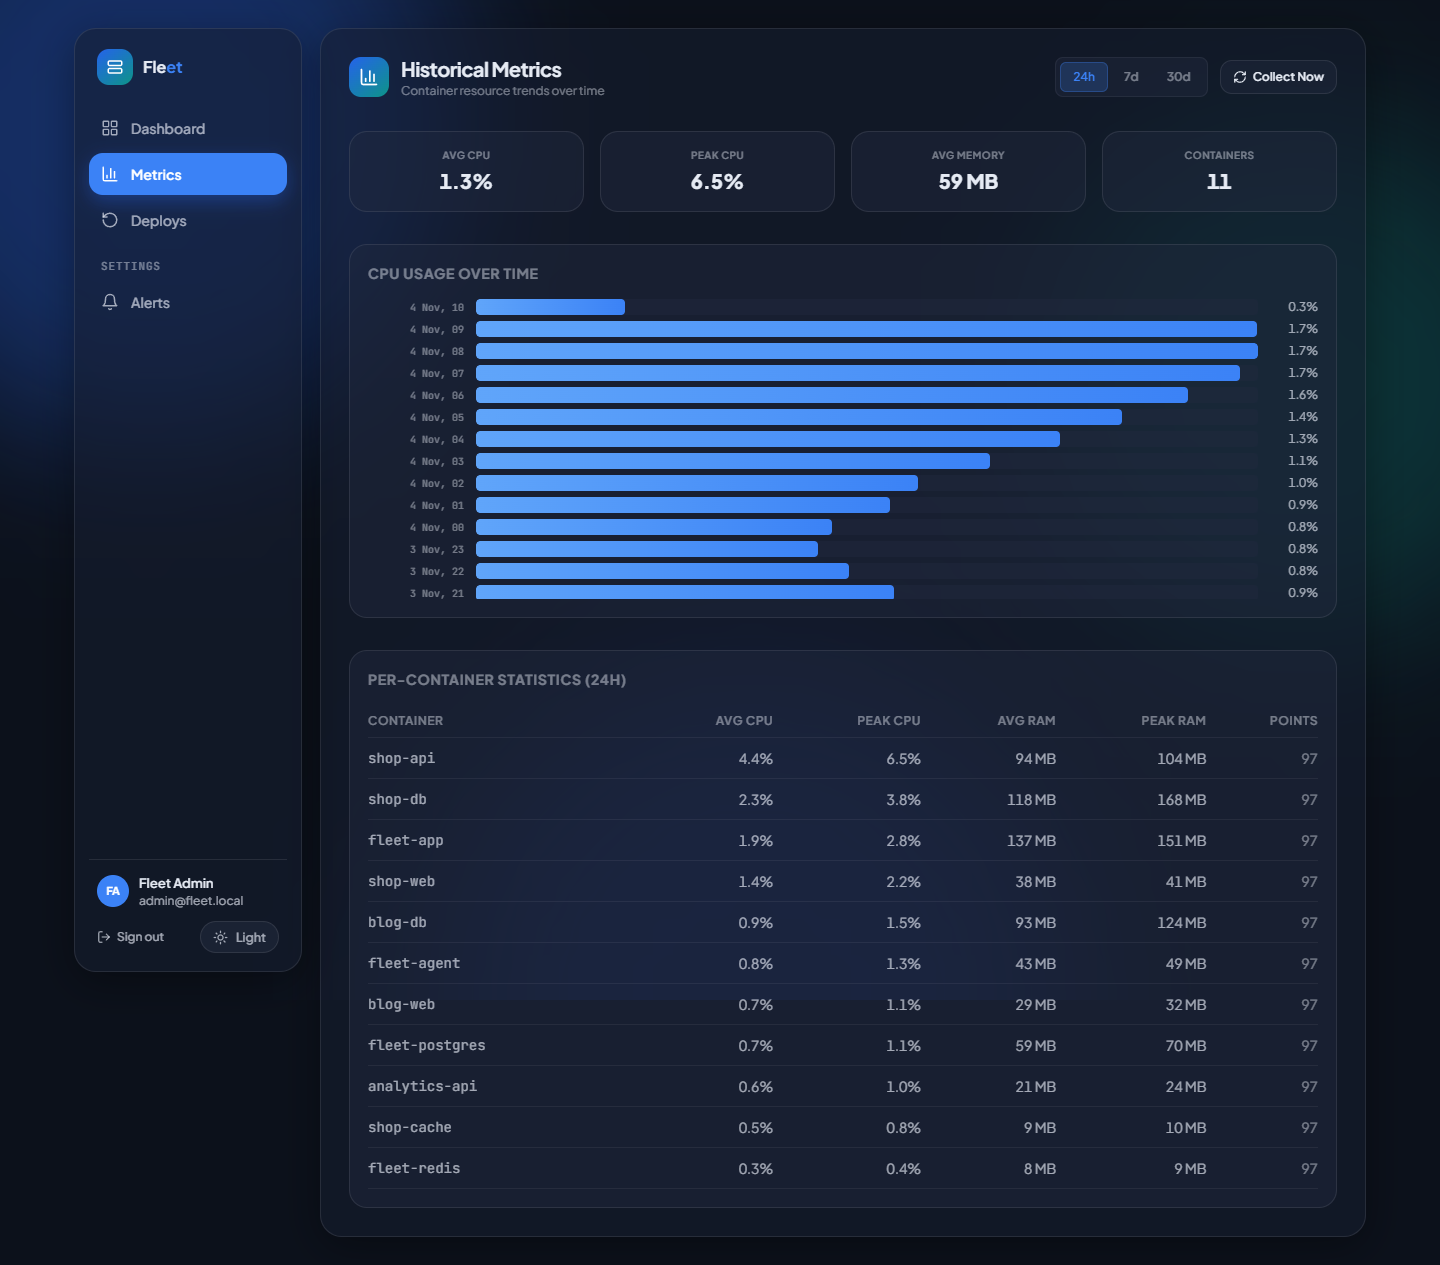 Fleet
Dashboard
Metrics
Deploys
SETTINGS
Alerts
FA
Fleet Admin
admin@fleet.local
Sign out
Light
Historical Metrics
Container resource trends over time
24h 7d 30d
Collect Now
AVG CPU
1.3%
PEAK CPU
6.5%
AVG MEMORY
59 MB
CONTAINERS
11
CPU USAGE OVER TIME
4 Nov, 10 0.3%
4 Nov, 09 1.7%
4 Nov, 08 1.7%
4 Nov, 07 1.7%
4 Nov, 06 1.6%
4 Nov, 05 1.4%
4 Nov, 04 1.3%
4 Nov, 03 1.1%
4 Nov, 02 1.0%
4 Nov, 01 0.9%
4 Nov, 00 0.8%
3 Nov, 23 0.8%
3 Nov, 22 0.8%
3 Nov, 21 0.9%
PER-CONTAINER STATISTICS (24H)
CONTAINER AVG CPU PEAK CPU AVG RAM PEAK RAM POINTS
shop-api 4.4% 6.5% 94 MB 104 MB 97
shop-db 2.3% 3.8% 118 MB 168 MB 97
fleet-app 1.9% 2.8% 137 MB 151 MB 97
shop-web 1.4% 2.2% 38 MB 41 MB 97
blog-db 0.9% 1.5% 93 MB 124 MB 97
fleet-agent 0.8% 1.3% 43 MB 49 MB 97
blog-web 0.7% 1.1% 29 MB 32 MB 97
fleet-postgres 0.7% 1.1% 59 MB 70 MB 97
analytics-api 0.6% 1.0% 21 MB 24 MB 97
shop-cache 0.5% 0.8% 9 MB 10 MB 97
fleet-redis 0.3% 0.4% 8 MB 9 MB 97